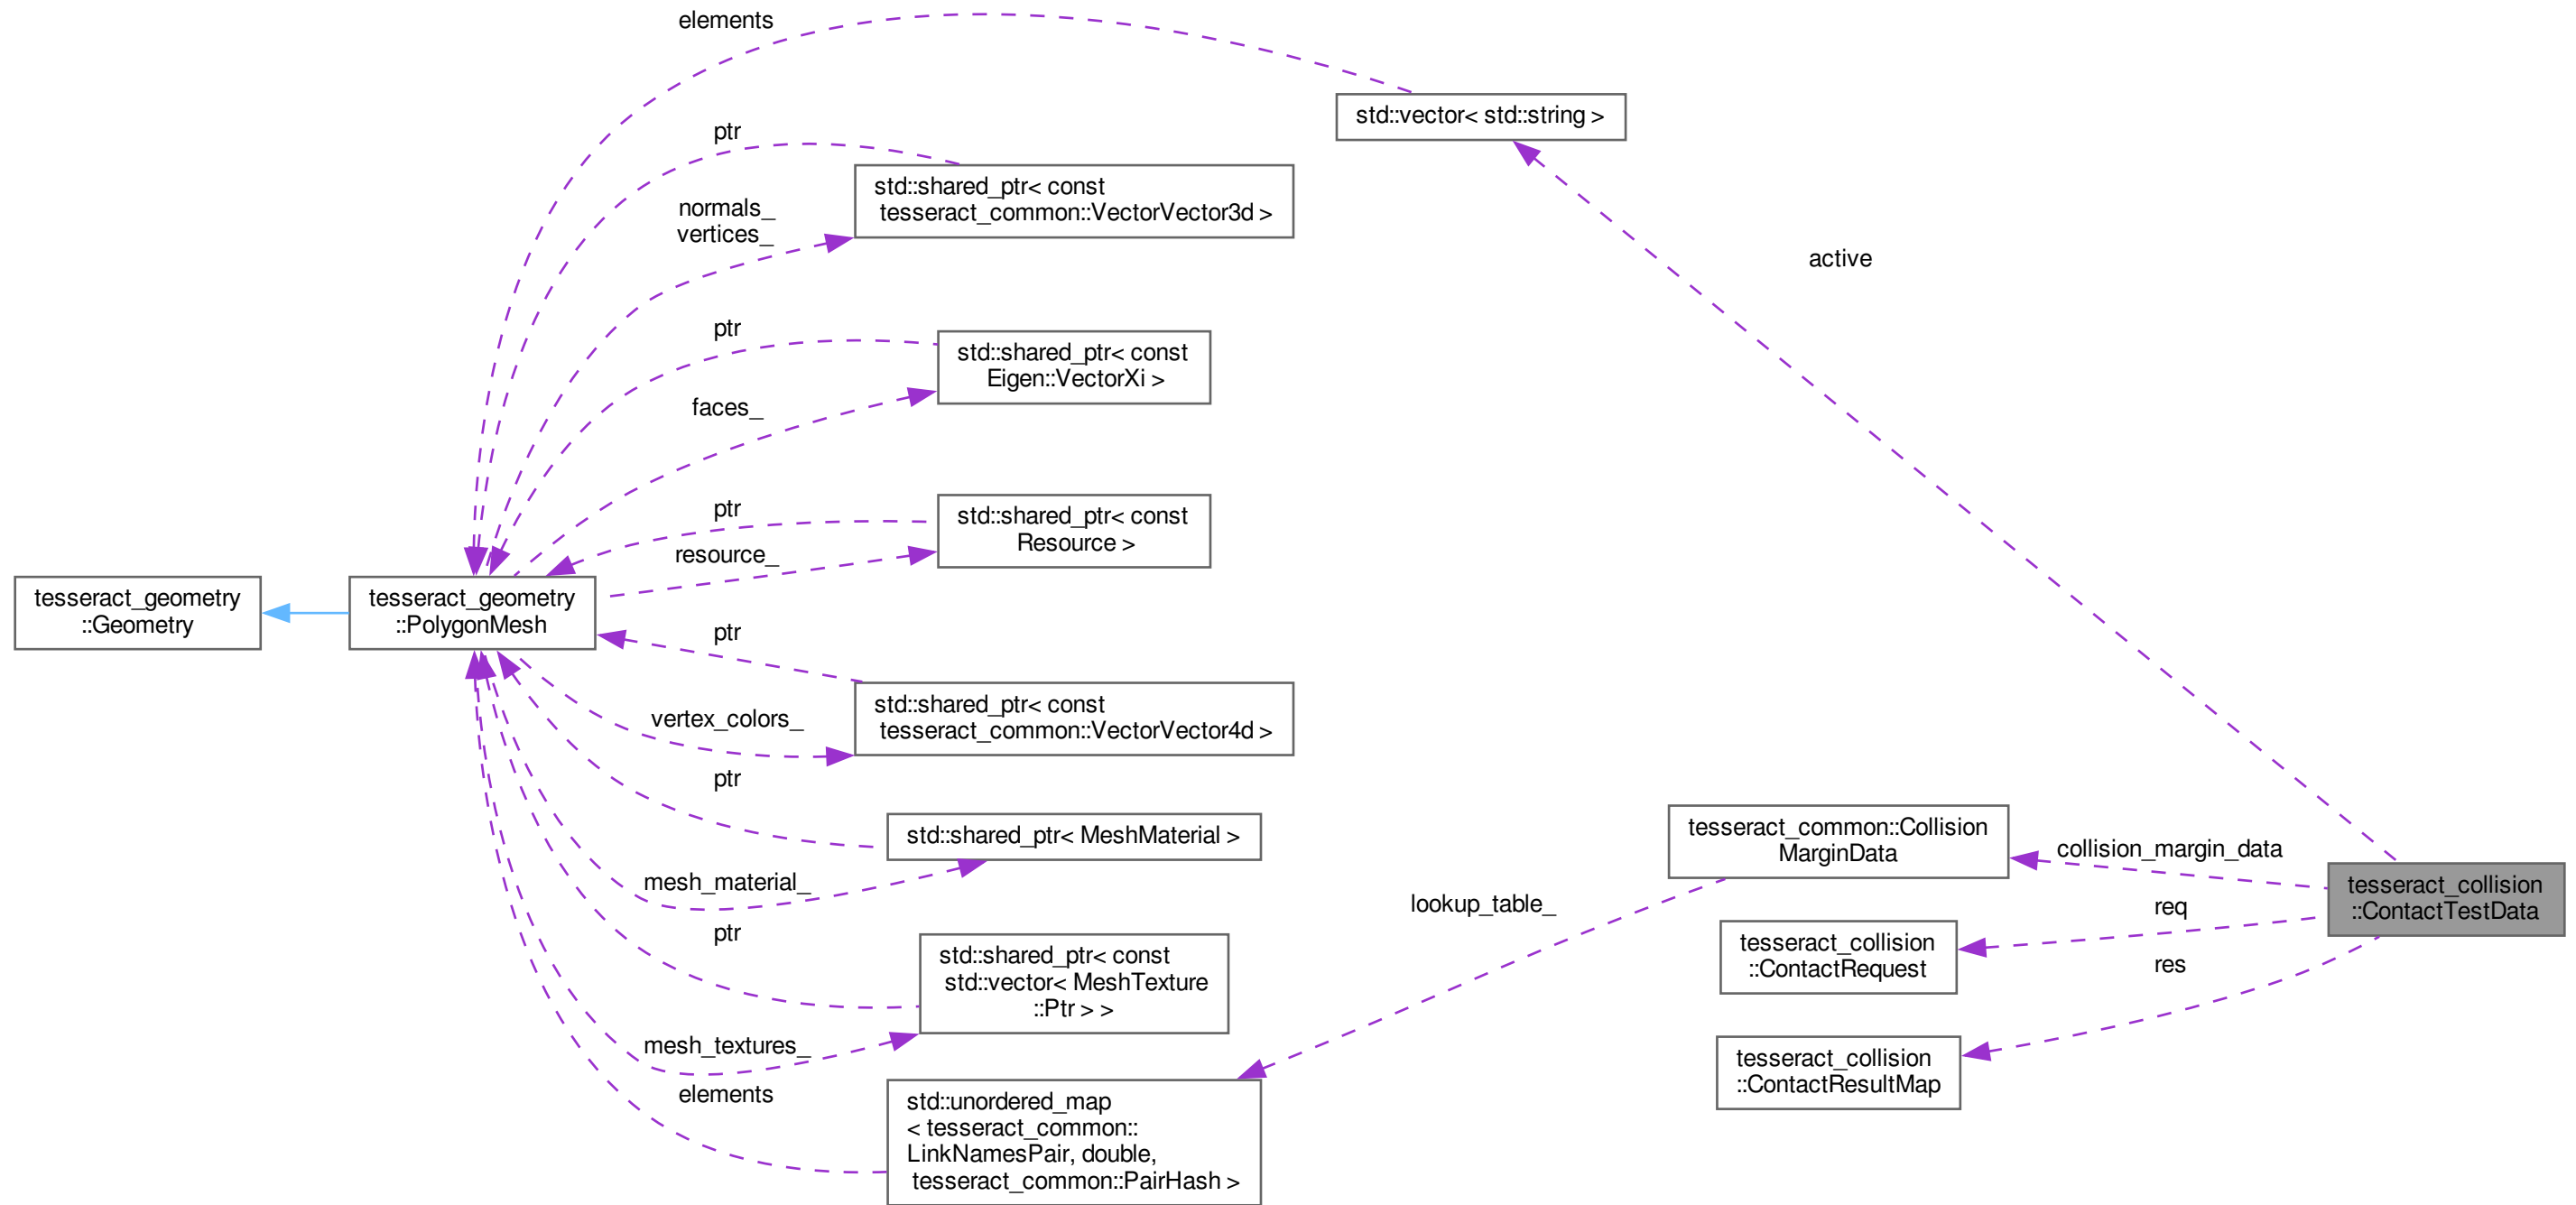 elements
std::vector< std::string >
ptr
std::shared_ptr< const
tesseract_common::VectorVector3d >
normals_
vertices_
active
ptr
std::shared_ptr< const
Eigen::VectorXi >
faces_
ptr
std::shared_ptr< const
Resource >
resource_
tesseract_geometry
::Geometry
tesseract_geometry
::PolygonMesh
ptr
std::shared_ptr< const
tesseract_common::VectorVector4d >
vertex_colors_
ptr
std::shared_ptr< MeshMaterial >
mesh_material_
tesseract_common::Collision
MarginData
collision_margin_data
tesseract_collision
::ContactTestData
lookup_table_
req
ptr
std::shared_ptr< const
std::vector< MeshTexture
::Ptr > >
tesseract_collision
::ContactRequest
res
mesh_textures_
tesseract_collision
::ContactResultMap
elements
std::unordered_map
< tesseract_common::
LinkNamesPair, double,
tesseract_common::PairHash >